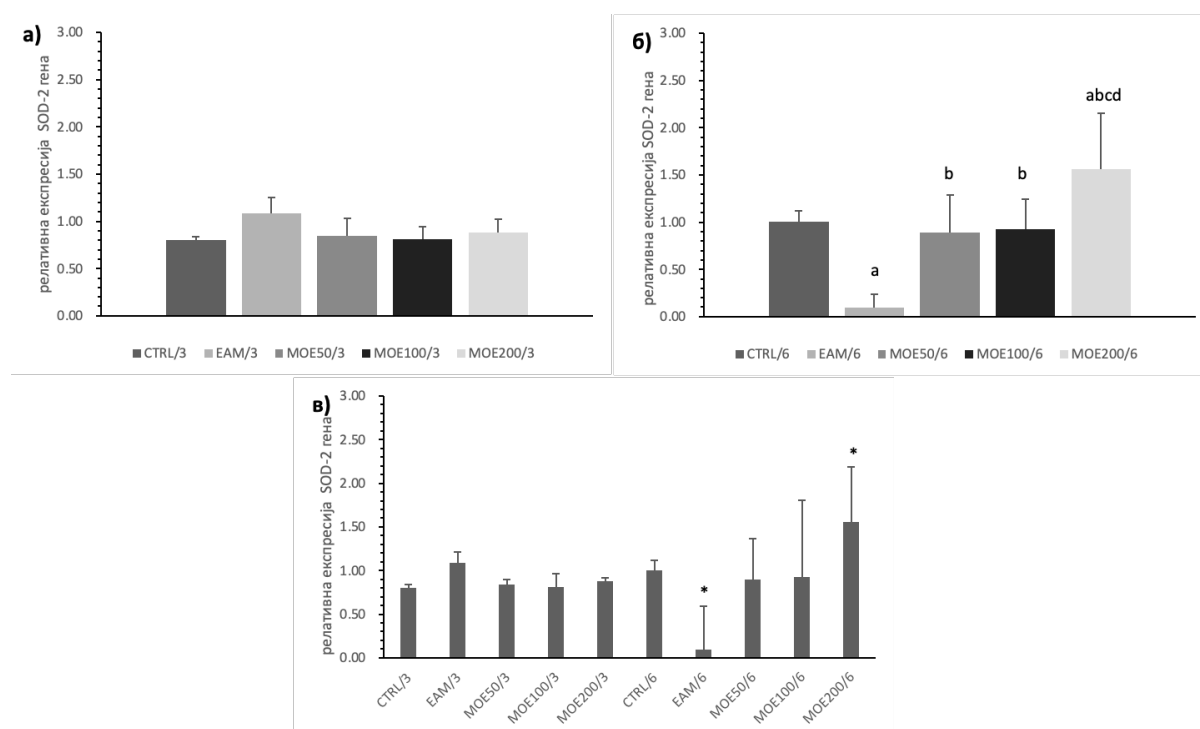 а)
релативна експресија SOD-2 гена
3.00
2.50
2.00
1.50
1.00
0.50
0.00
CTRL/3 EAM/3 MOE50/3 MOE100/3 MOE200/3
б)
релативна експресија SOD-2 гена
3.00
2.50
2.00
1.50
1.00
0.50
0.00
a
b
b
abcd
CTRL/6 EAM/6 MOE50/6 MOE100/6 MOE200/6
в)
релативна експресија SOD-2 гена
3.00
2.50
2.00
1.50
1.00
0.50
0.00
*
*
CTRL/3
EAM/3
MOE50/3
MOE100/3
MOE200/3
CTRL/6
EAM/6
MOE50/6
MOE100/6
MOE200/6